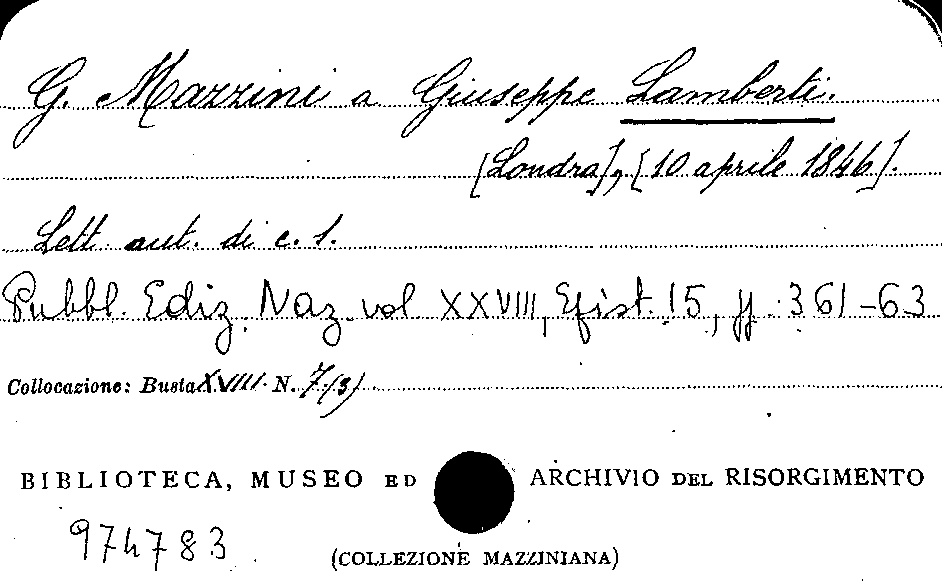 G. Mazzini a Giuseppe Lamberti.
[Londra], [10 aprile 1846].
Lett. aut. di c. 1.
Pubbl. Ediz. Naz. vol XXVIII, Epist. 15, pp. 361-63
Collocazione: Busta XVIII N. 7/(3)
BIBLIOTECA, MUSEO ED ARCHIVIO DEL RISORGIMENTO
974783
(COLLEZIONE MAZZINIANA)